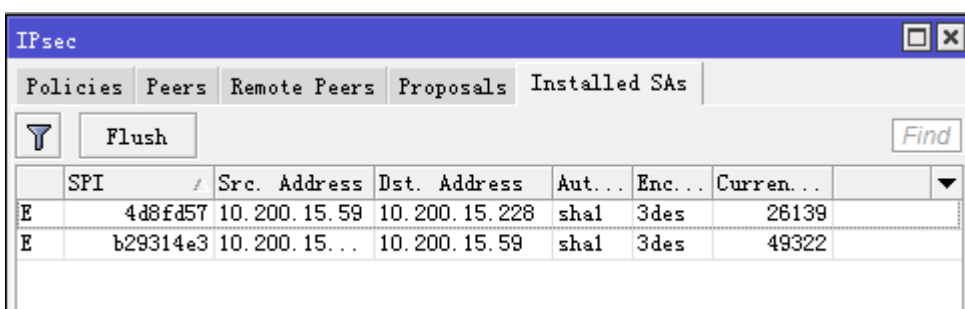 IPsec
Policies Peers Remote Peers Proposals Installed SAs
Flush Find
SPI Src. Address Dst. Address Aut... Enc... Curren...
E 4d8fd57 10.200.15.59 10.200.15.228 sha1 3des 26139
E b29314e3 10.200.15... 10.200.15.59 sha1 3des 49322